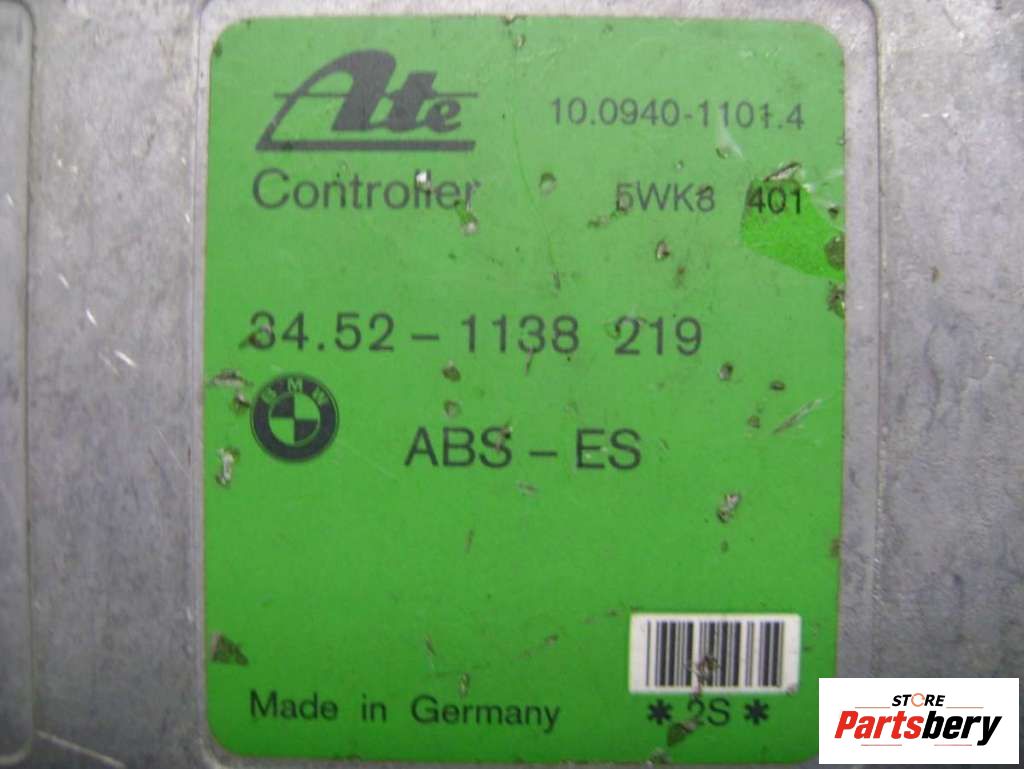 Ate
10.0940-1101.4
Controller
5WK8 401
34.52 - 1138 219
BMW
ABS - ES
Made in Germany
* 2S *
STORE
Partsbery